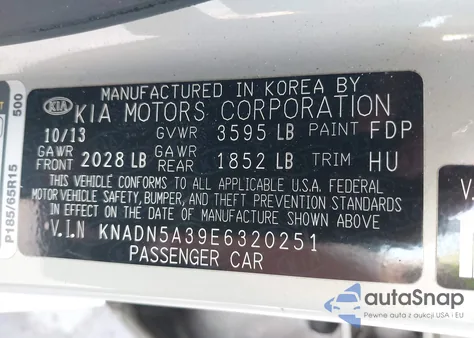 MANUFACTURED IN KOREA BY
KIA KIA MOTORS CORPORATION
10/13 GVWR 3595 LB PAINT FDP
GAWR FRONT 2028 LB GAWR REAR 1852 LB TRIM HU
THIS VEHICLE CONFORMS TO ALL APPLICABLE U.S.A. FEDERAL
MOTOR VEHICLE SAFETY, BUMPER, AND THEFT PREVENTION STANDARDS
IN EFFECT ON THE DATE OF MANUFACTURE SHOWN ABOVE.
*V.I.N KNADN5A39E6320251
PASSENGER CAR
P185/65R15
500
V.
autoSnap
Pewne auta z aukcji USA i EU